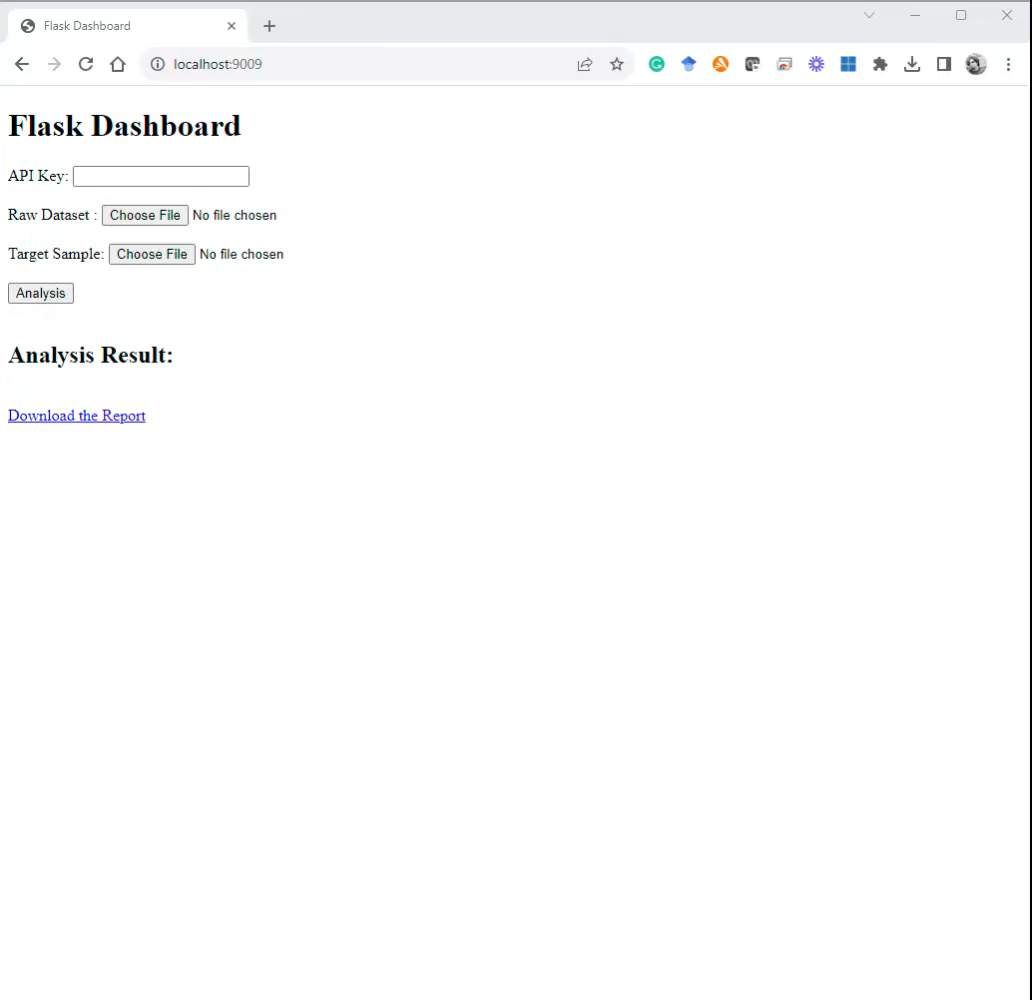 Flask Dashboard
localhost:9009
Flask Dashboard
API Key:
Raw Dataset : Choose File No file chosen
Target Sample: Choose File No file chosen
Analysis
Analysis Result:
Download the Report